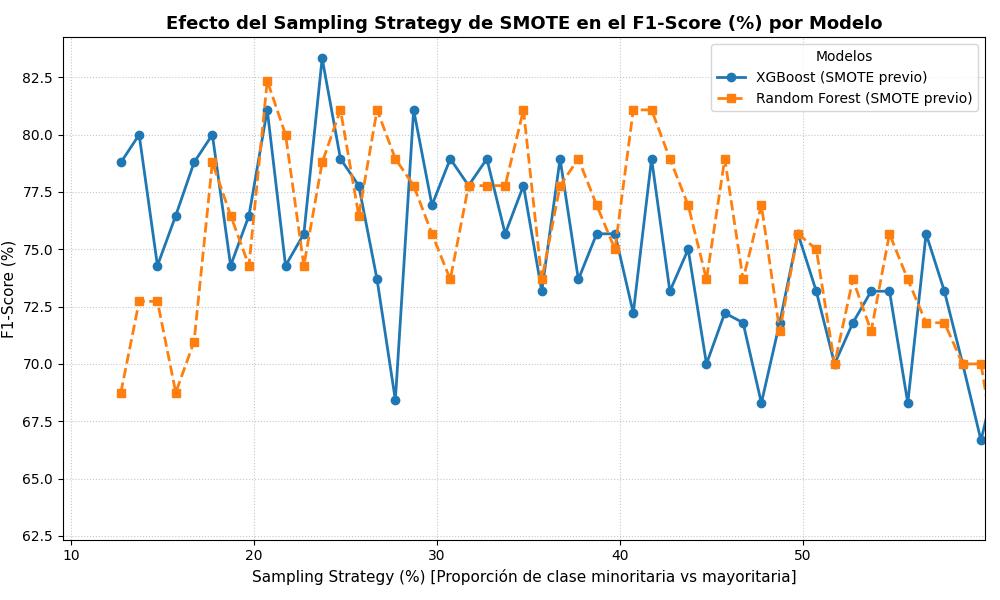 Efecto del Sampling Strategy de SMOTE en el F1-Score (%) por Modelo
Modelos
XGBoost (SMOTE previo)
Random Forest (SMOTE previo)
F1-Score (%)
82.5
80.0
77.5
75.0
72.5
70.0
67.5
65.0
62.5
10
20
30
40
50
Sampling Strategy (%) [Proporción de clase minoritaria vs mayoritaria]